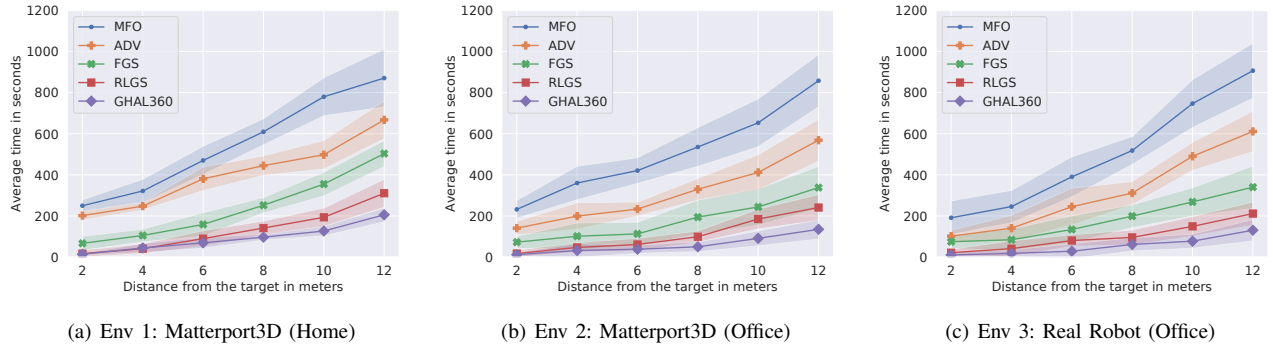 1200
1000
800
600
400
200
0
Average time in seconds
MFO
ADV
FGS
RLGS
GHAL360
2 4 6 8 10 12
Distance from the target in meters
(a) Env 1: Matterport3D (Home)
1200
1000
800
600
400
200
0
Average time in seconds
MFO
ADV
FGS
RLGS
GHAL360
2 4 6 8 10 12
Distance from the target in meters
(b) Env 2: Matterport3D (Office)
1200
1000
800
600
400
200
0
Average time in seconds
MFO
ADV
FGS
RLGS
GHAL360
2 4 6 8 10 12
Distance from the target in meters
(c) Env 3: Real Robot (Office)